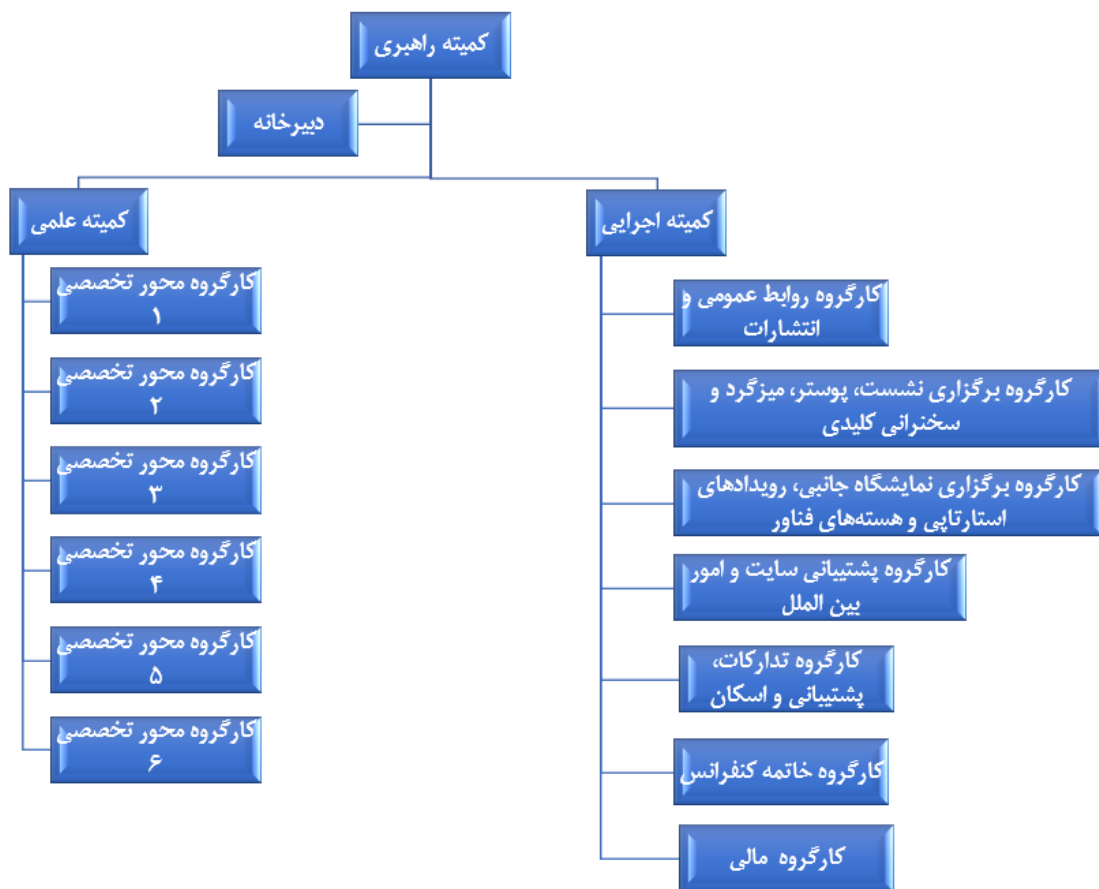 کمیته راهبری
دبیرخانه
کمیته اجرایی
کارگروه روابط عمومی و
انتشارات
کارگروه برگزاری نشست، پوستر، میزگرد و
سخنرانی کلیدی
کارگروه برگزاری نمایشگاه جانبی، رویدادهای
استارتاپی و هسته‌های فناور
کارگروه پشتیبانی سایت و امور
بین الملل
کارگروه تدارکات،
پشتیبانی و اسکان
کارگروه خاتمه کنفرانس
کارگروه مالی
کمیته علمی
کارگروه محور تخصصی
۱
کارگروه محور تخصصی
۲
کارگروه محور تخصصی
۳
کارگروه محور تخصصی
۴
کارگروه محور تخصصی
۵
کارگروه محور تخصصی
۶